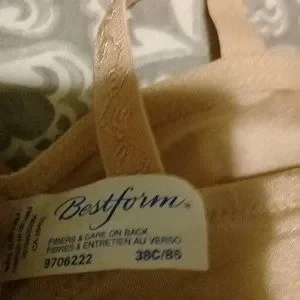 Bestform®
FIBERS & CARE ON BACK
FIBRES & ENTRETIEN AU VERSO
9706222 38C/85